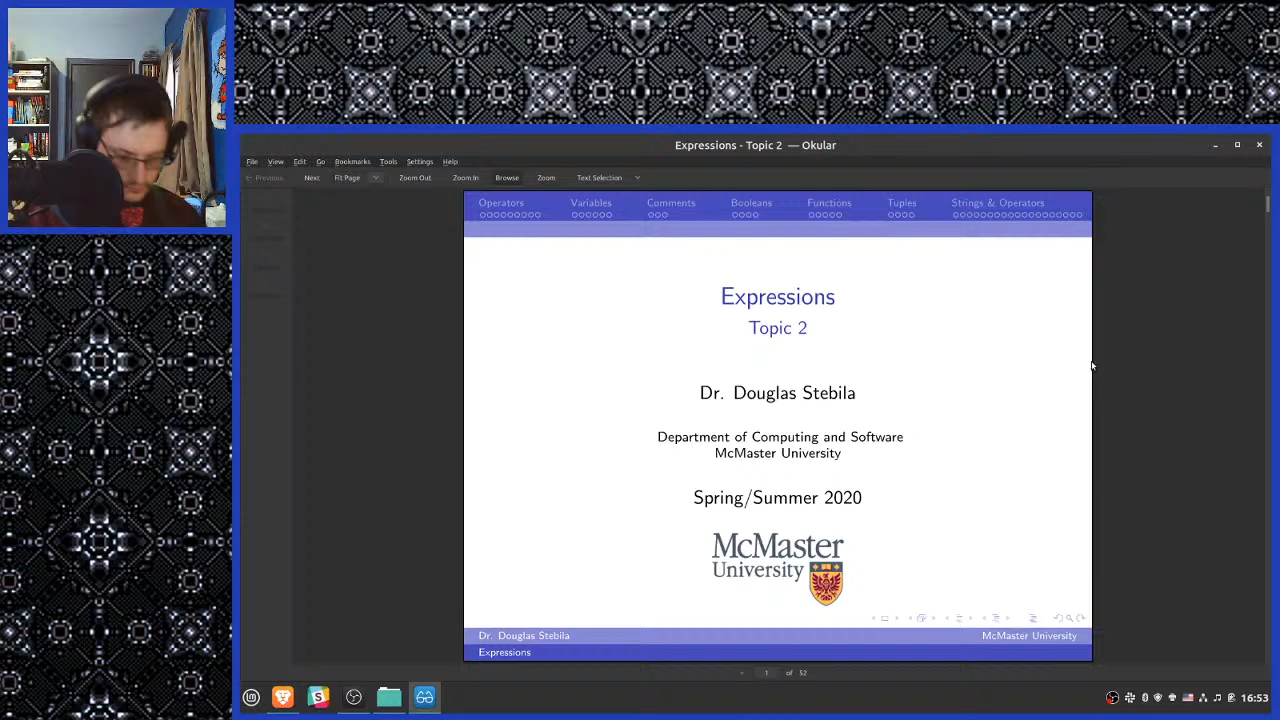 Expressions - Topic 2 — Okular
File View Edit Go Bookmarks Tools Settings Help
Previous Next Fit Page Zoom Out Zoom In Browse Zoom Text Selection
Operators Variables Comments Booleans Functions Tuples Strings & Operators
Expressions
Topic 2
Dr. Douglas Stebila
Department of Computing and Software
McMaster University
Spring/Summer 2020
McMaster
University
Dr. Douglas Stebila McMaster University
Expressions
1 of 52
16:53